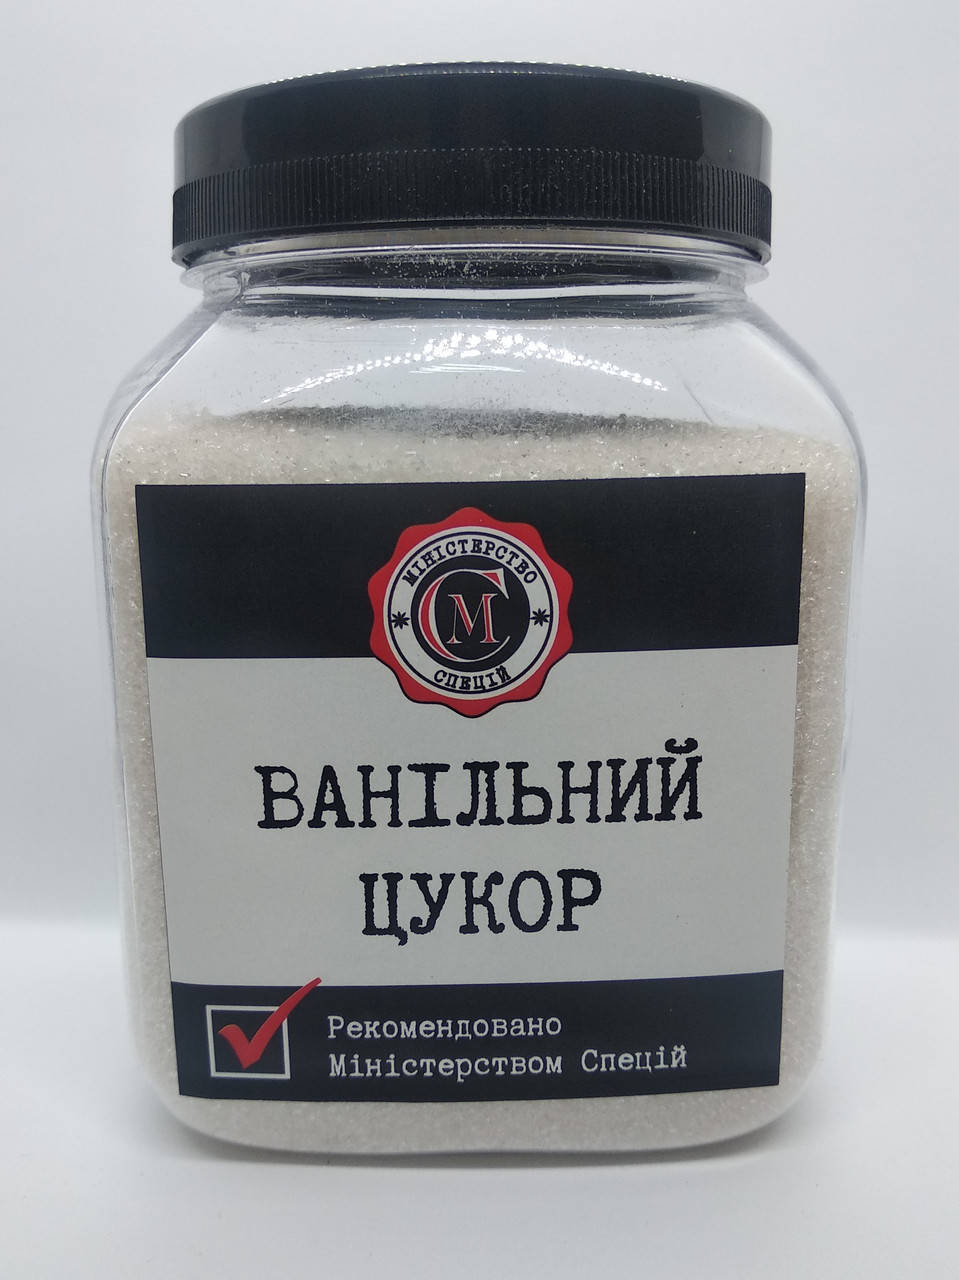 МІНІСТЕРСТВО
СМ
СПЕЦІЙ
ВАНІЛЬНИЙ
ЦУКОР
Рекомендовано
Міністерством Спецій